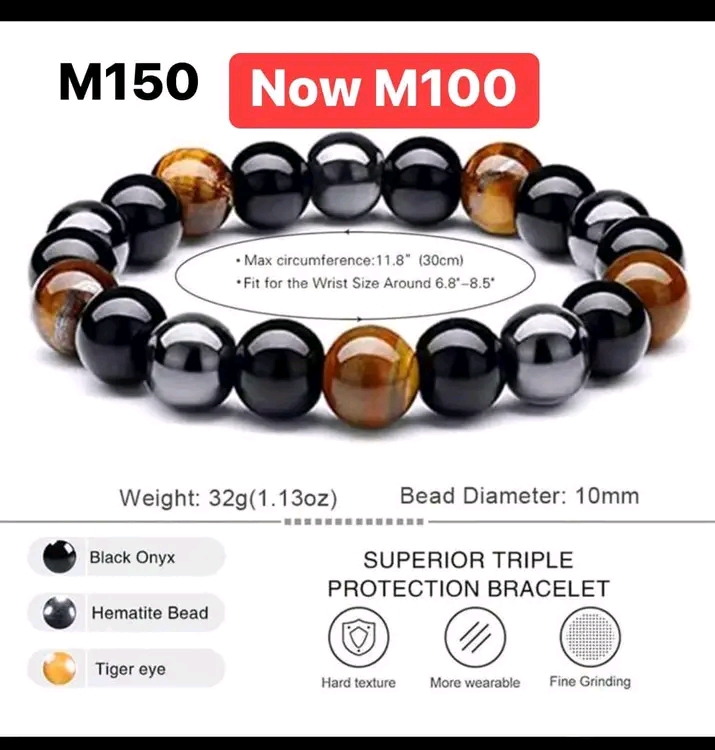 M150
Now M100
• Max circumference:11.8" (30cm)
•Fit for the Wrist Size Around 6.8"–8.5"
Weight: 32g(1.13oz)
Bead Diameter: 10mm
Black Onyx
Hematite Bead
Tiger eye
SUPERIOR TRIPLE
PROTECTION BRACELET
Hard texture
More wearable
Fine Grinding